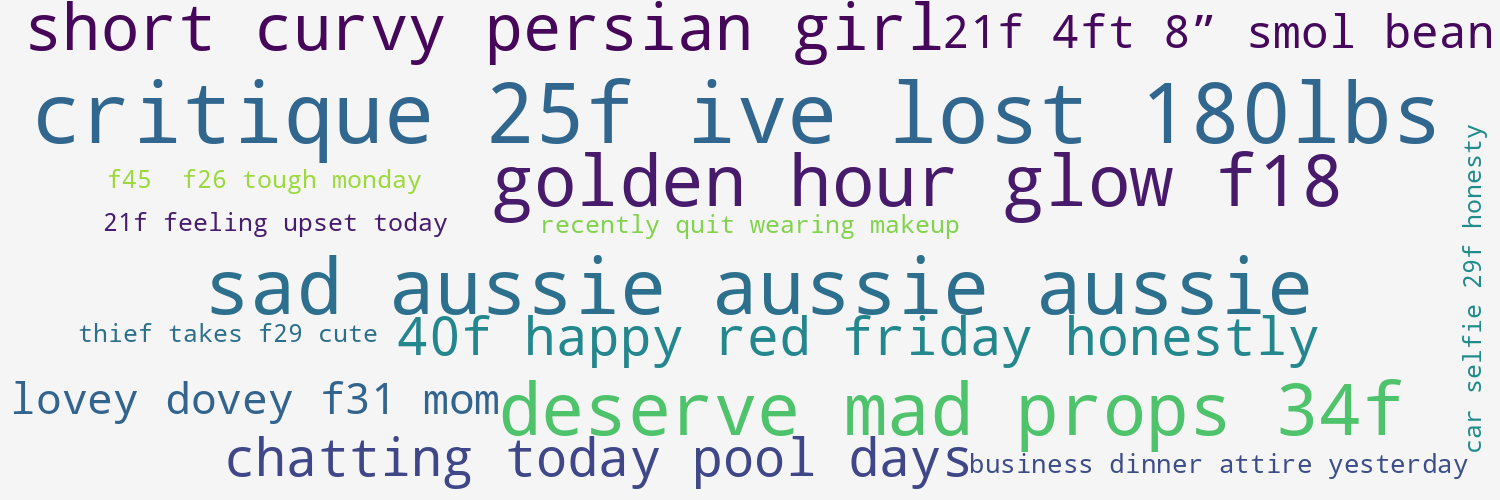 short curvy persian girl
21f 4ft 8” smol bean
critique 25f ive lost 180lbs
golden hour glow f18
f45  f26 tough monday
21f feeling upset today
recently quit wearing makeup
sad aussie aussie aussie
thief takes f29 cute
40f happy red friday honestly
car selfie 29f honesty
lovey dovey f31 mom
deserve mad props 34f
chatting today pool days
business dinner attire yesterday